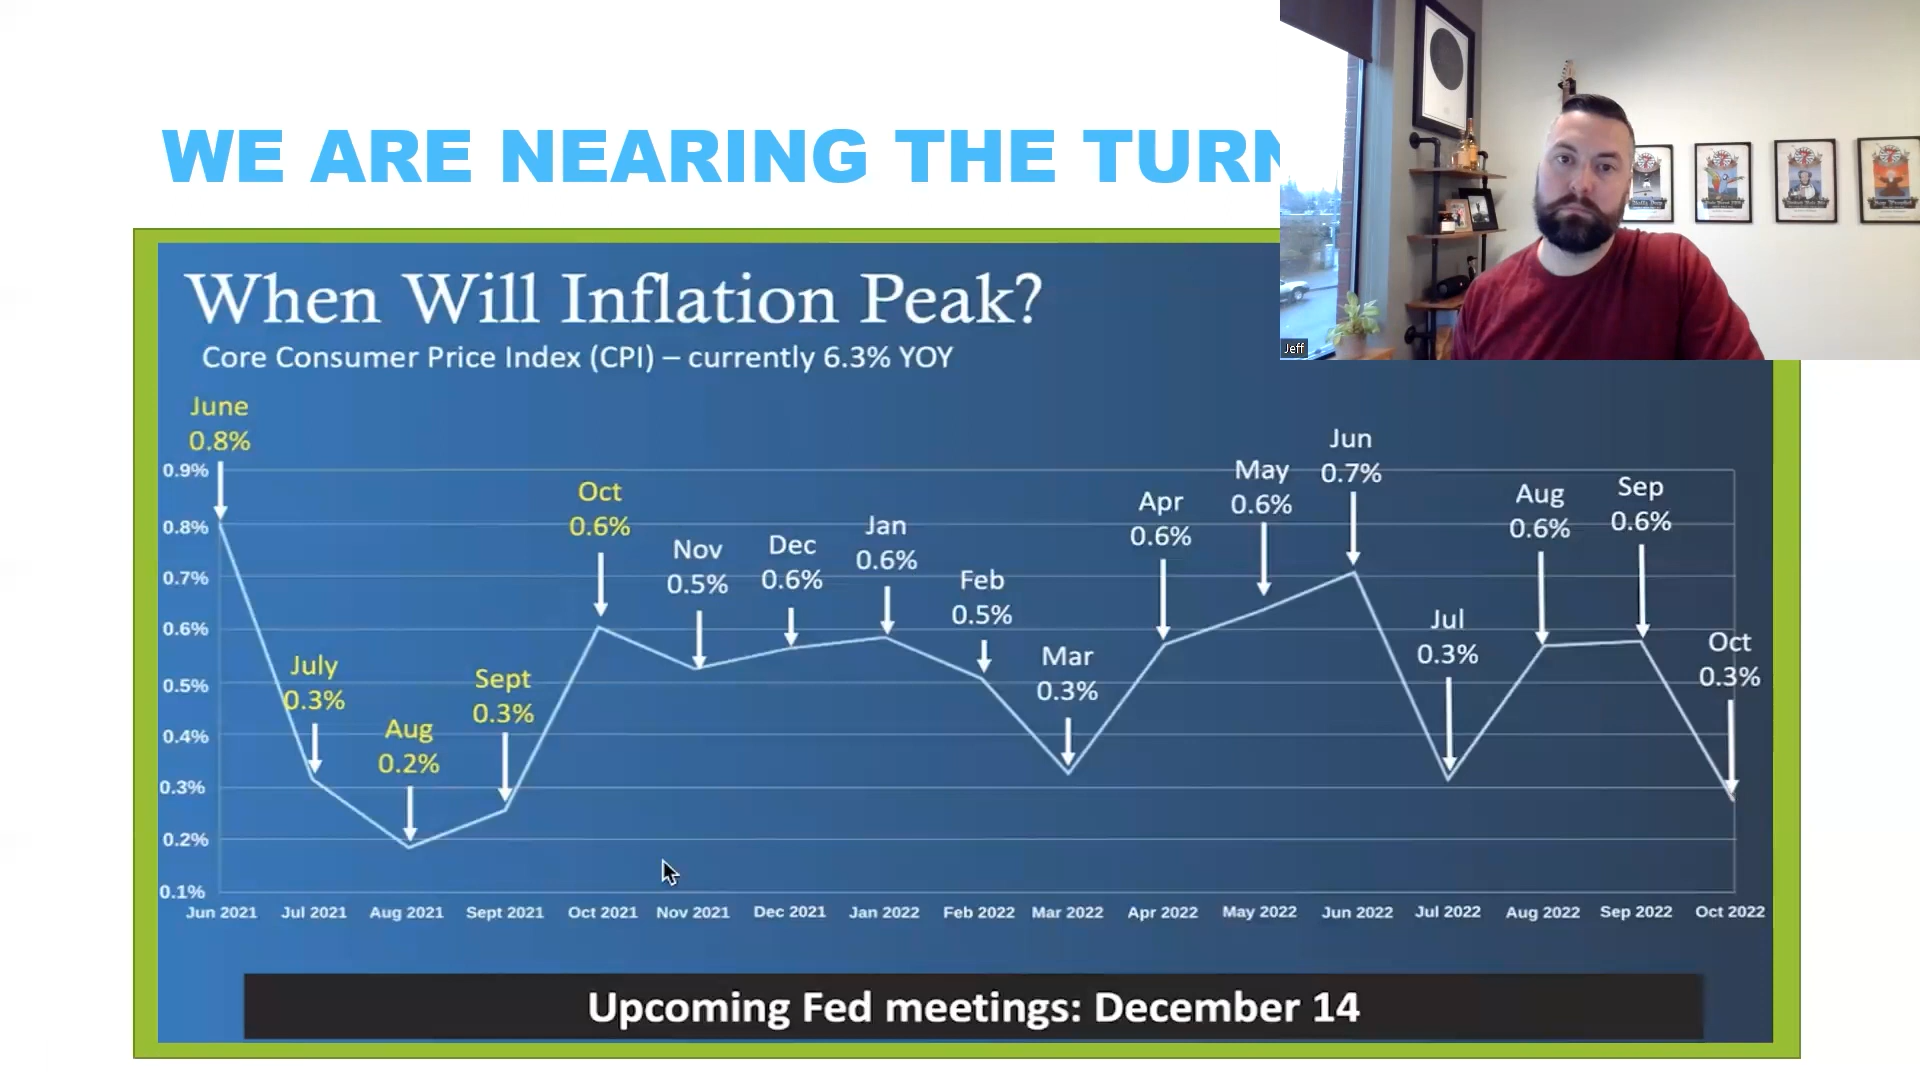 WE ARE NEARING THE TURN
When Will Inflation Peak?
Core Consumer Price Index (CPI) – currently 6.3% YOY
Jeff
June
0.8%
July
0.3%
Aug
0.2%
Sept
0.3%
Oct
0.6%
Nov
0.5%
Dec
0.6%
Jan
0.6%
Feb
0.5%
Mar
0.3%
Apr
0.6%
May
0.6%
Jun
0.7%
Jul
0.3%
Aug
0.6%
Sep
0.6%
Oct
0.3%
0.9%
0.8%
0.7%
0.6%
0.5%
0.4%
0.3%
0.2%
0.1%
Jun 2021 Jul 2021 Aug 2021 Sept 2021 Oct 2021 Nov 2021 Dec 2021 Jan 2022 Feb 2022 Mar 2022 Apr 2022 May 2022 Jun 2022 Jul 2022 Aug 2022 Sep 2022 Oct 2022
Upcoming Fed meetings: December 14